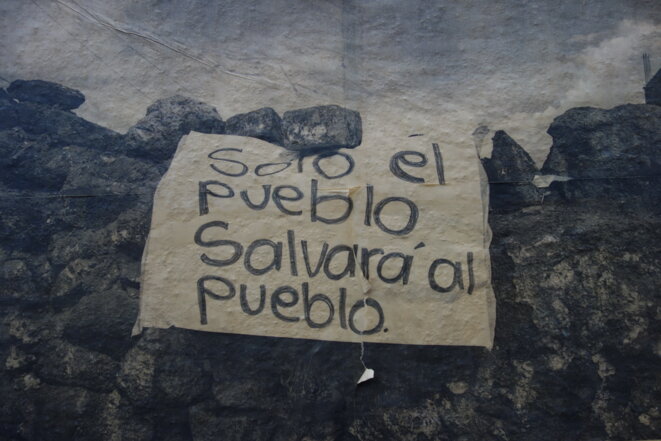 Solo el
pueblo
Salvará al
pueblo.